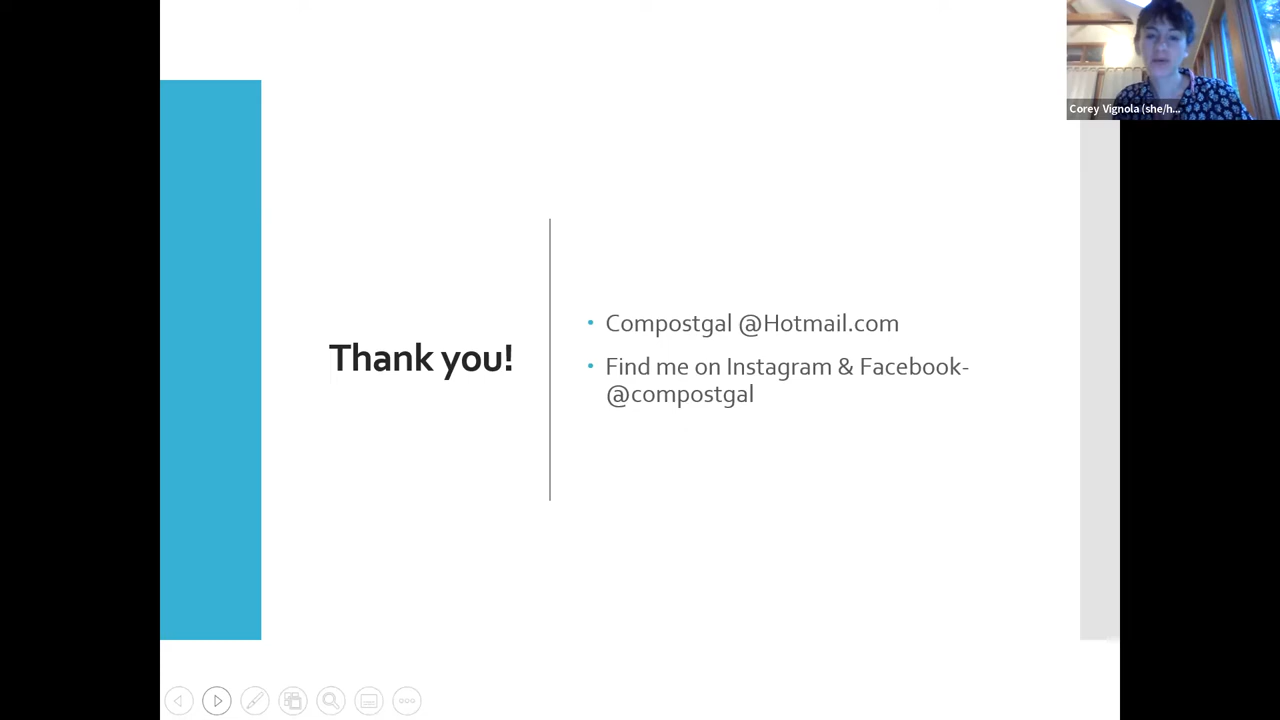 Corey Vignola (she/h...
Thank you!
• Compostgal @Hotmail.com
• Find me on Instagram & Facebook-
@compostgal